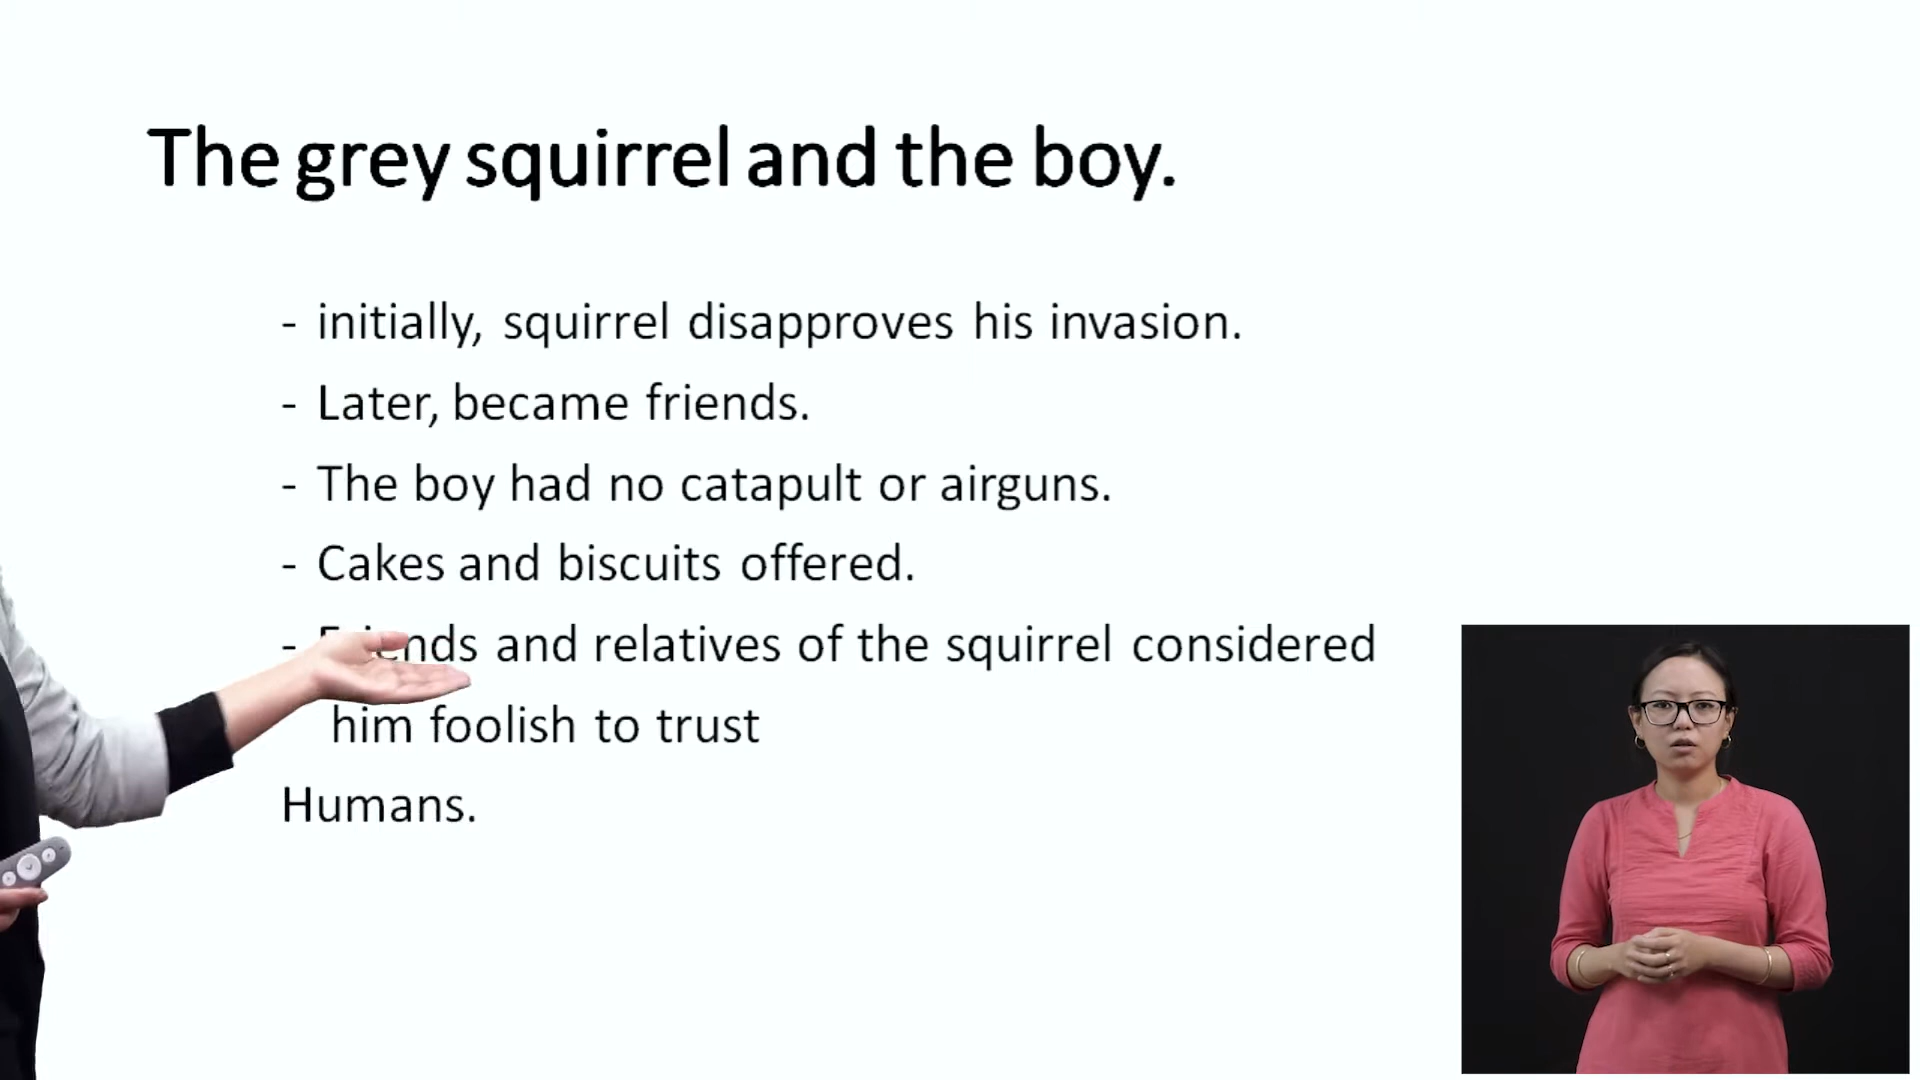 The grey squirrel and the boy.
- initially, squirrel disapproves his invasion.
- Later, became friends.
- The boy had no catapult or airguns.
- Cakes and biscuits offered.
- Friends and relatives of the squirrel considered
him foolish to trust
Humans.